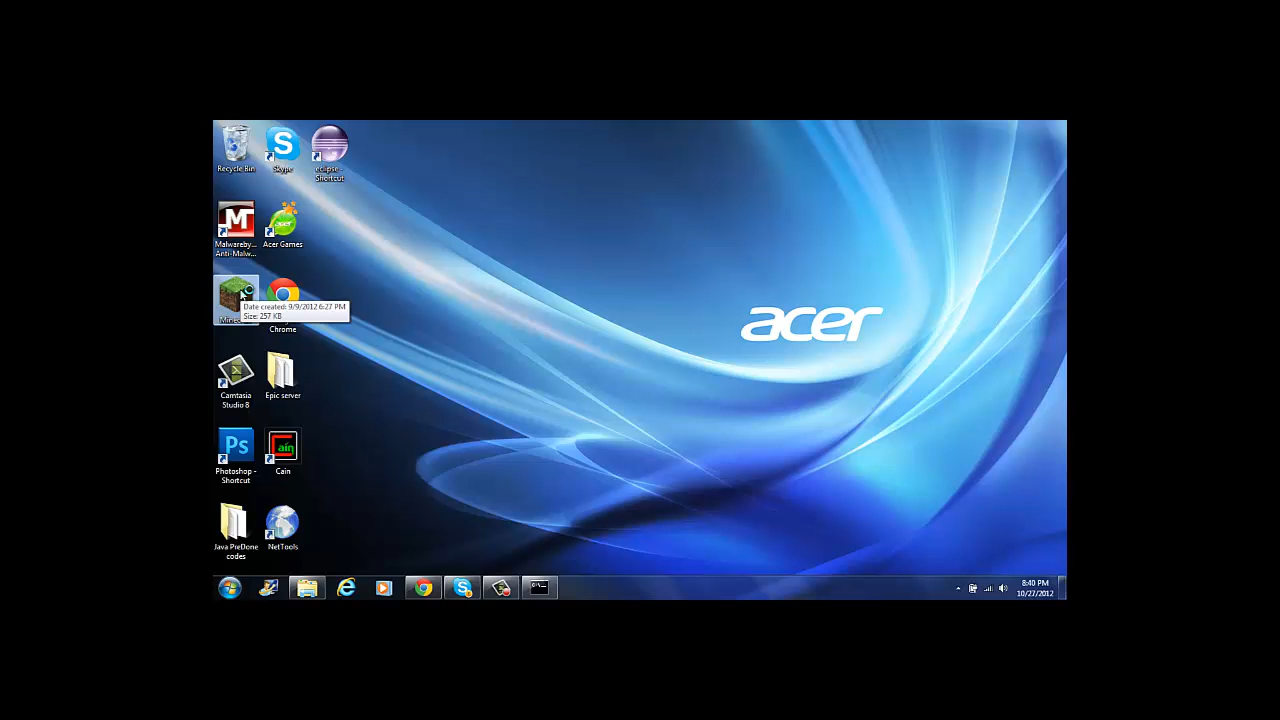 Recycle Bin
Skype
eclipse -
Shortcut
Malwareby...
Anti-Malw...
Acer Games
Date created: 9/9/2012 6:27 PM
Size: 257 KB
Chrome
Camtasia
Studio 8
Epic server
Ps
Photoshop -
Shortcut
Cain
Cain
Java PreDone
codes
NetTools
acer
8:40 PM
10/27/2012